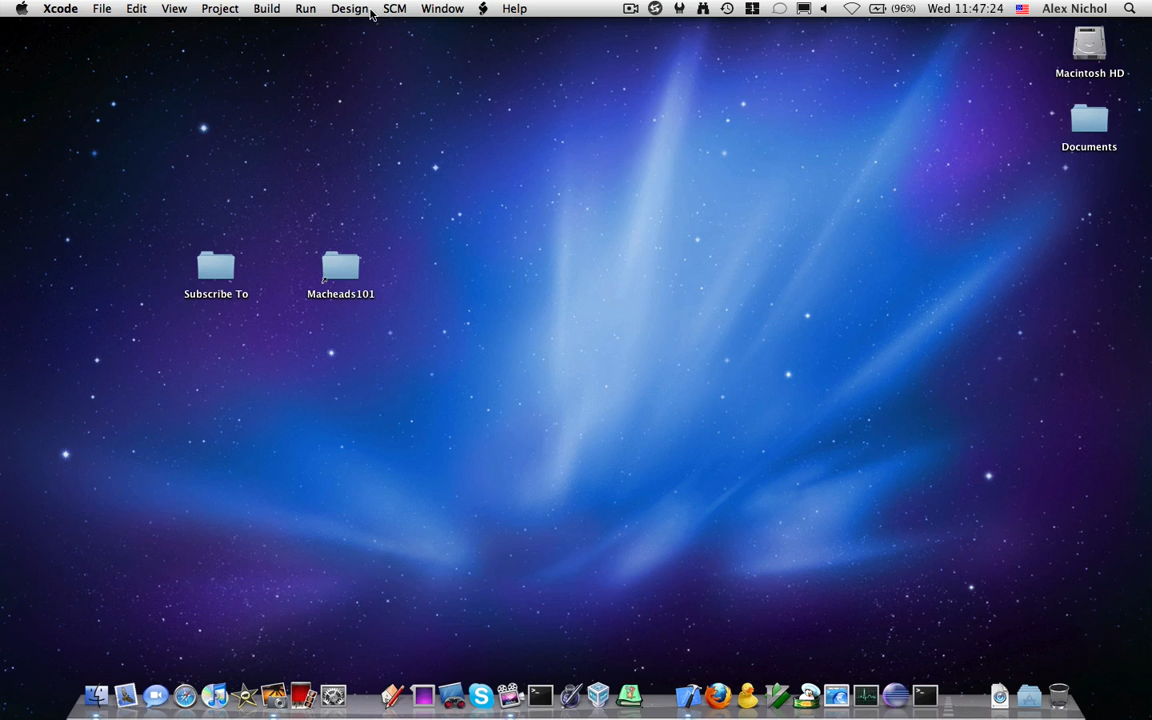 Xcode File Edit View Project Build Run Design SCM Window Help (96%) Wed 11:47:24 Alex Nichol
Macintosh HD
Documents
Subscribe To Macheads101